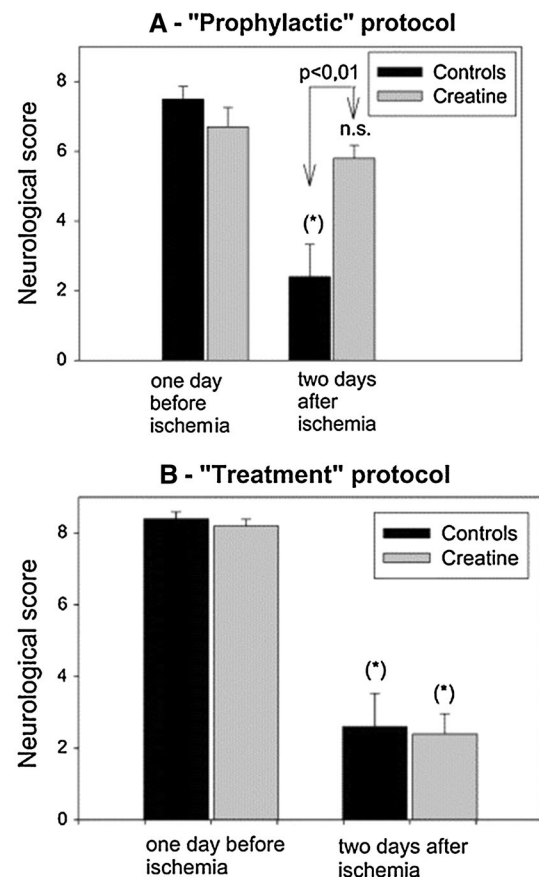 A - "Prophylactic" protocol
Neurological score
8
6
4
2
0
p<0,01
Controls
Creatine
n.s.
(*)
one day
before
ischemia
two days
after
ischemia
B - "Treatment" protocol
Neurological score
8
6
4
2
0
Controls
Creatine
(*)
(*)
one day before
ischemia
two days after
ischemia